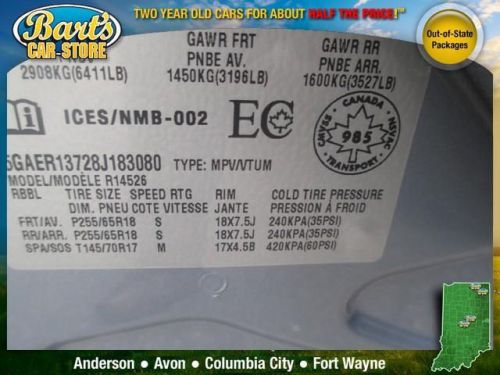 Bart's
CAR-STORE
TWO YEAR OLD CARS FOR ABOUT HALF THE PRICE!*
Out-of-State
Packages
GAWR FRT
GAWR RR
PNBE AV.
PNBE ARR.
2908KG(6411LB)
1450KG(3196LB)
1600KG(3527LB)
ICES/NMB-002
EC
CANADA
985
CMVSS
NSVAC
5GAER13728J183080 TYPE: MPV/VTUM
MODEL/MODÈLE R14526
RBBL TIRE SIZE SPEED RTG RIM COLD TIRE PRESSURE
DIM. PNEU COTE VITESSE JANTE PRESSION À FROID
FRT/AV. P255/65R18 S 18X7.5J 240KPA(35PSI)
RR/ARR. P255/65R18 S 18X7.5J 240KPA(35PSI)
SPA/SOS T145/70R17 M 17X4.5B 420KPA(60PSI)
Anderson ● Avon ● Columbia City ● Fort Wayne